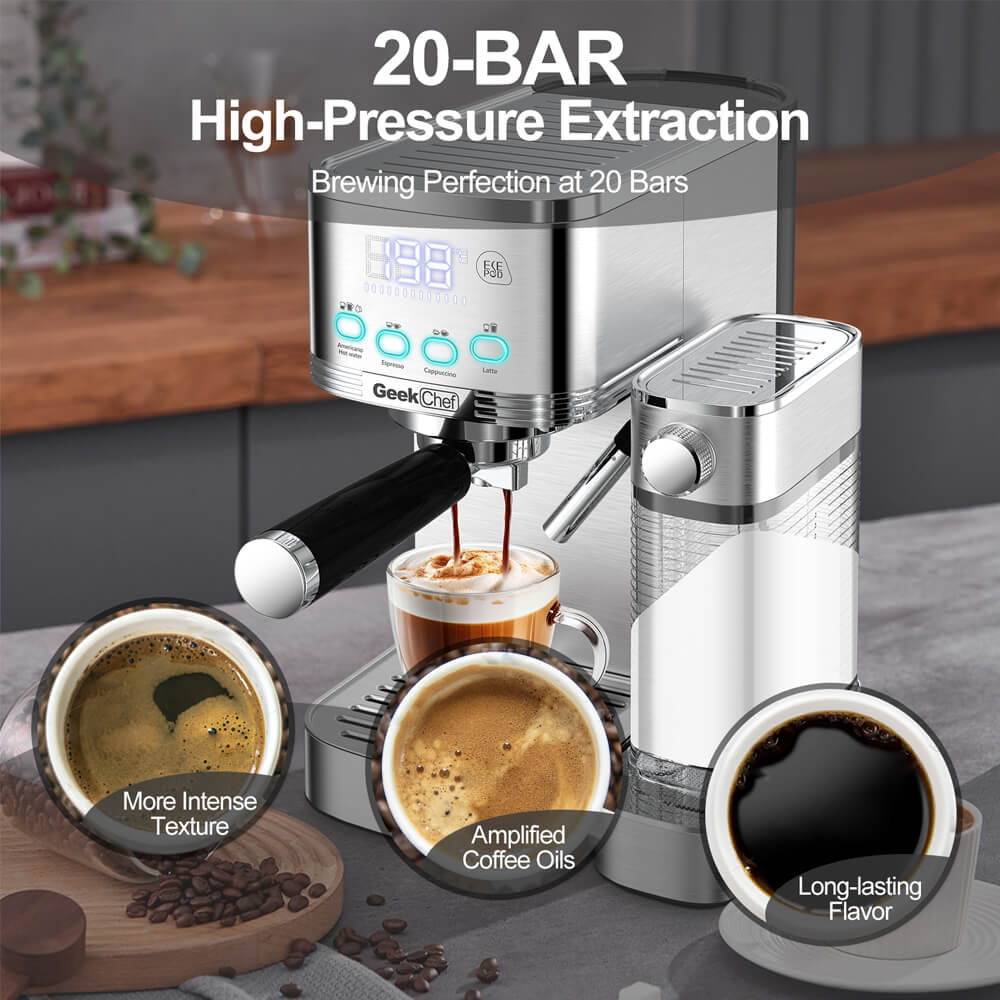 20-BAR
High-Pressure Extraction
Brewing Perfection at 20 Bars
198
ESE
POD
Americano
Hot water
Espresso
Cappuccino
Latte
GeekChef
More Intense
Texture
Amplified
Coffee Oils
Long-lasting
Flavor